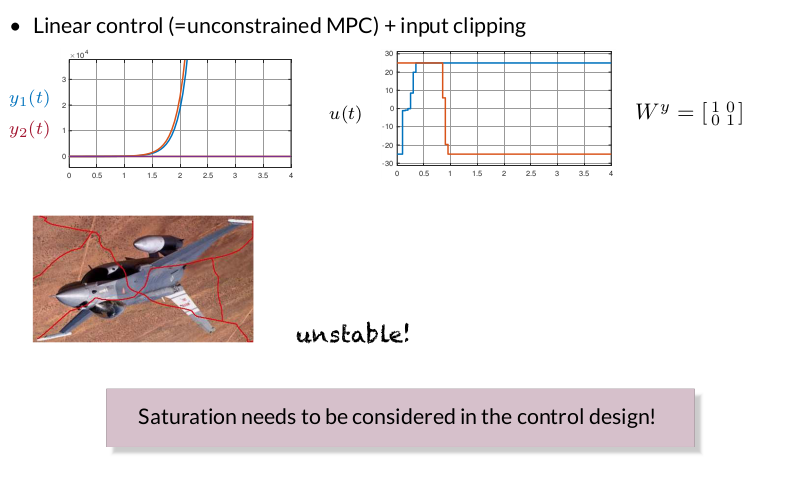 • Linear control (=unconstrained MPC) + input clipping
×10⁴
3
2
1
0
0 0.5 1 1.5 2 2.5 3 3.5 4
y₁(t)
y₂(t)
u(t)
30
20
10
0
-10
-20
-30
0 0.5 1 1.5 2 2.5 3 3.5 4
Wʸ = [1 0
0 1]
unstable!
Saturation needs to be considered in the control design!